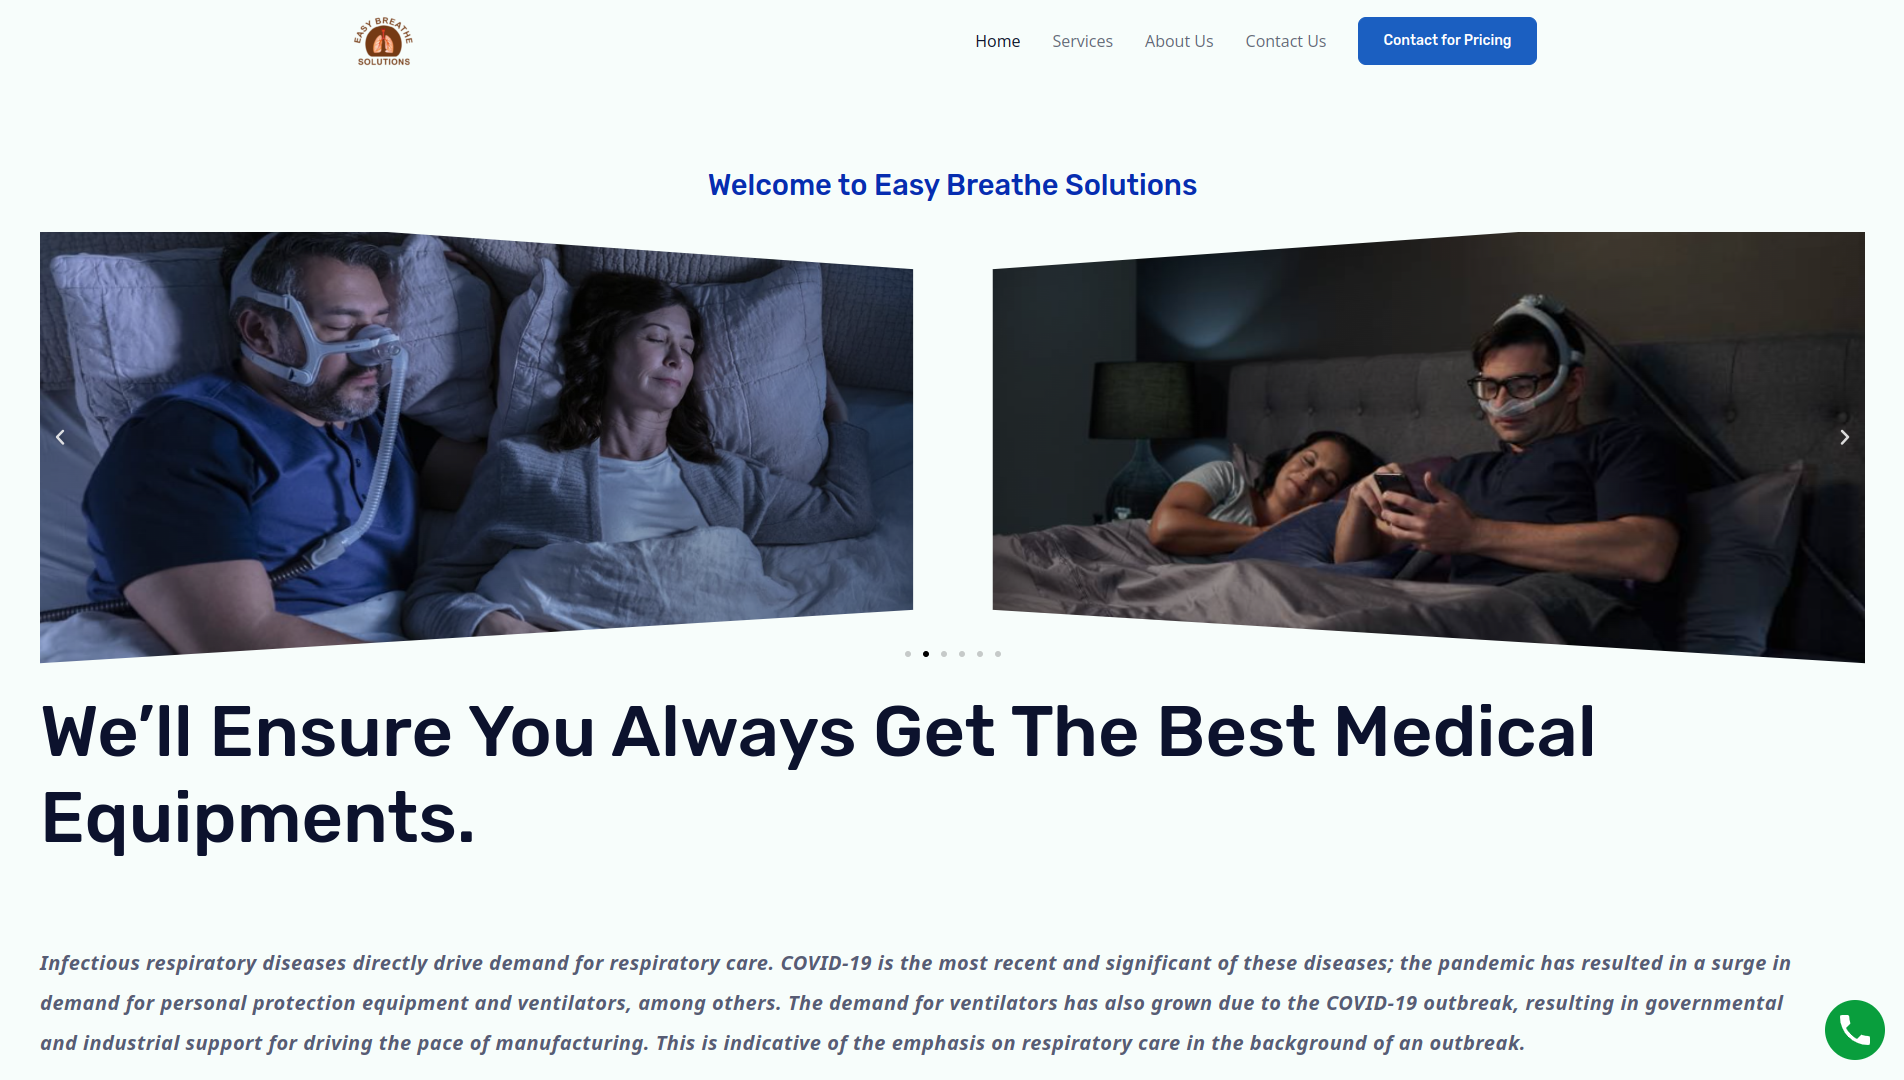 EASY BREATHE
SOLUTIONS
Home
Services
About Us
Contact Us
Contact for Pricing
Welcome to Easy Breathe Solutions
We’ll Ensure You Always Get The Best Medical
Equipments.
Infectious respiratory diseases directly drive demand for respiratory care. COVID-19 is the most recent and significant of these diseases; the pandemic has resulted in a surge in
demand for personal protection equipment and ventilators, among others. The demand for ventilators has also grown due to the COVID-19 outbreak, resulting in governmental
and industrial support for driving the pace of manufacturing. This is indicative of the emphasis on respiratory care in the background of an outbreak.